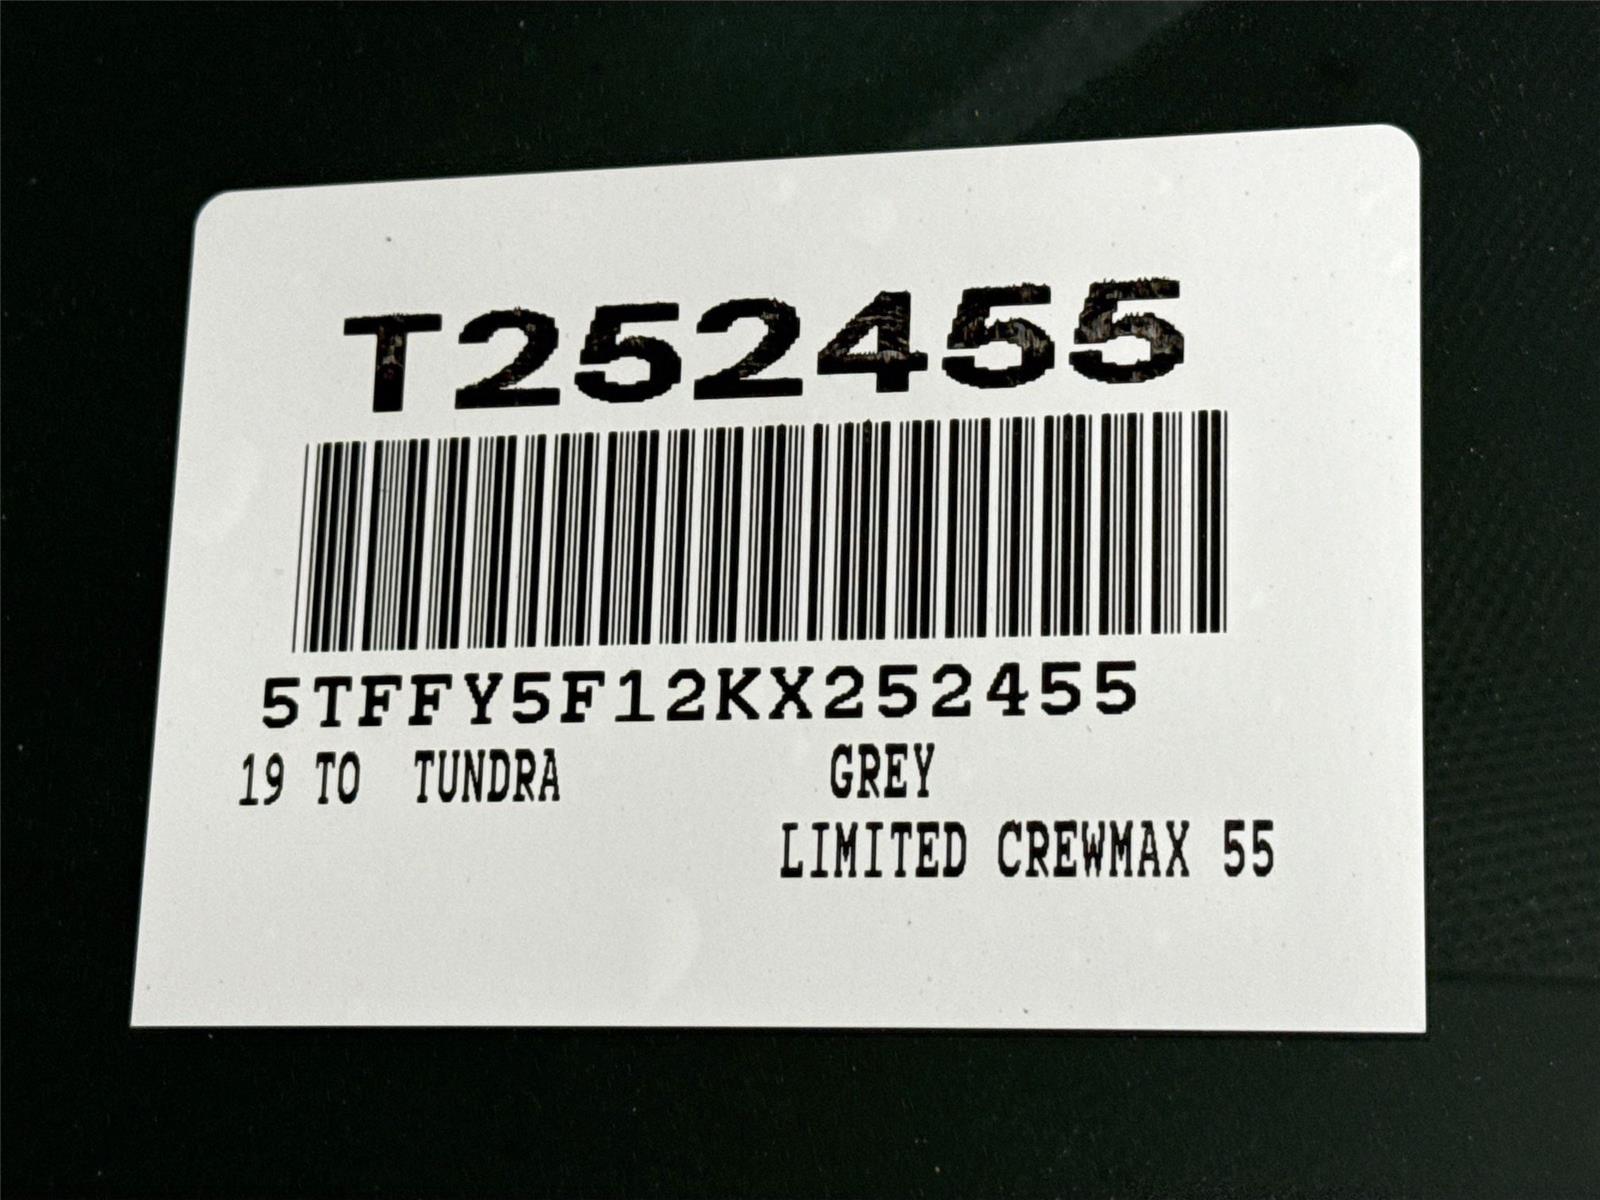 T252455
5TFFY5F12KX252455
19 TO TUNDRA GREY
LIMITED CREWMAX 55